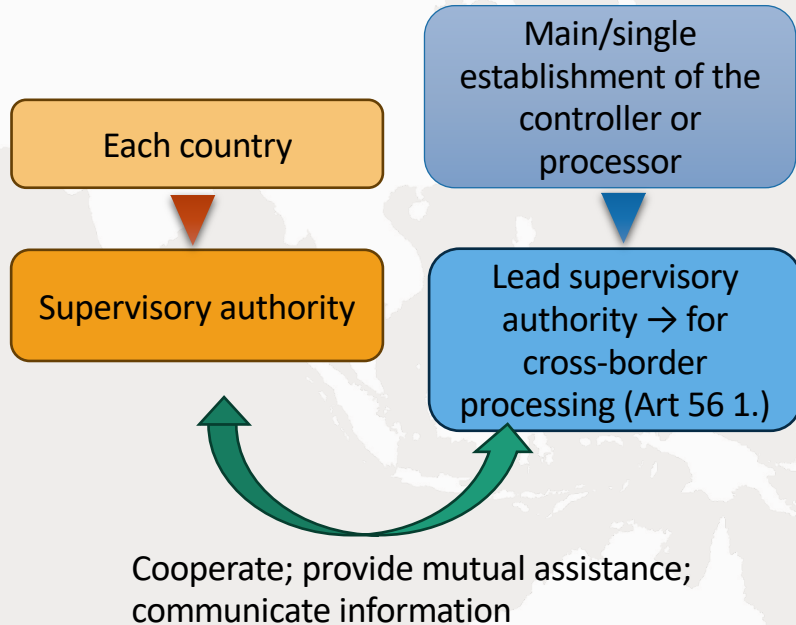 Each country
Supervisory authority
Main/single
establishment of the
controller or
processor
Lead supervisory
authority → for
cross-border
processing (Art 56 1.)
Cooperate; provide mutual assistance;
communicate information